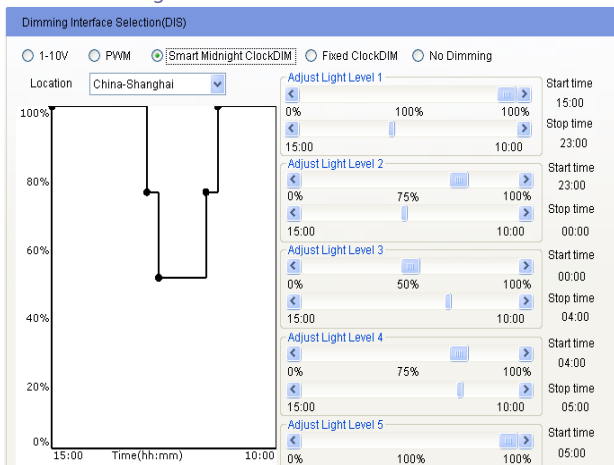 Dimming Interface Selection(DIS)
1-10V PWM Smart Midnight ClockDIM Fixed ClockDIM No Dimming
Location China-Shanghai
100%
80%
60%
40%
20%
0%
15:00 Time(hh:mm) 10:00
Adjust Light Level 1
0% 100% 100%
15:00 10:00
Start time
15:00
Stop time
23:00
Adjust Light Level 2
0% 75% 100%
15:00 10:00
Start time
23:00
Stop time
00:00
Adjust Light Level 3
0% 50% 100%
15:00 10:00
Start time
00:00
Stop time
04:00
Adjust Light Level 4
0% 75% 100%
15:00 10:00
Start time
04:00
Stop time
05:00
Adjust Light Level 5
0% 100% 100%
Start time
05:00